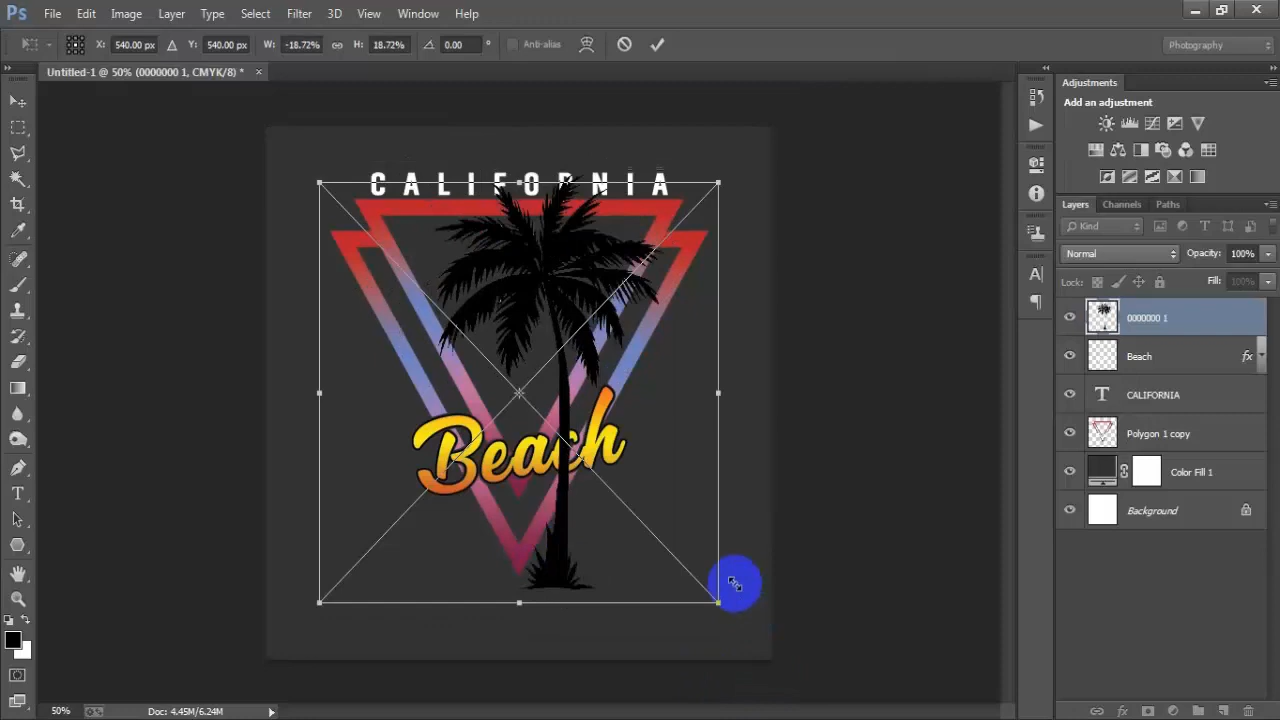 Ps File Edit Image Layer Type Select Filter 3D View Window Help
X: 540.00 px Y: 540.00 px W: -18.72% H: 18.72% 0.00 ° Anti-alias Photography
Untitled-1 @ 50% (0000000 1, CMYK/8) * ×
Adjustments
Add an adjustment
CALIFORNIA
Beach
Layers Channels Paths
Kind
Normal Opacity: 100%
Lock: Fill: 100%
0000000 1
Beach fx
T CALIFORNIA
Polygon 1 copy
Color Fill 1
Background
50% Doc: 4.45M/6.24M